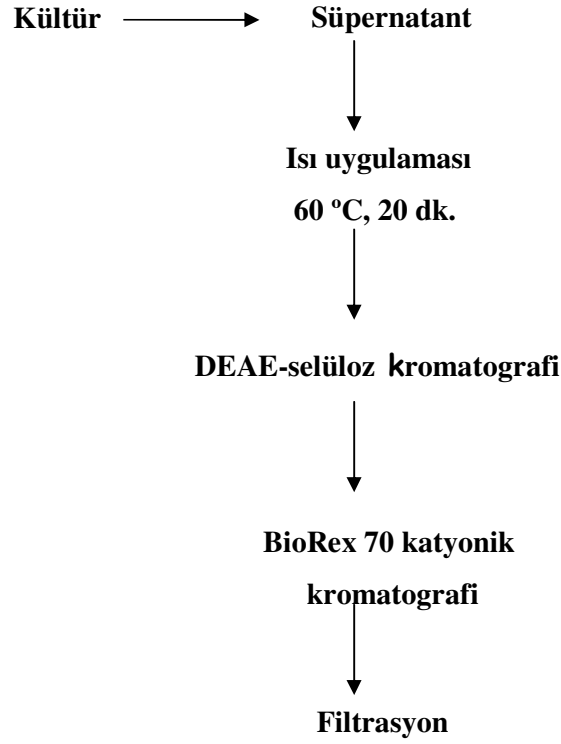 Kültür Süpernatant
Isı uygulaması
60 ºC, 20 dk.
DEAE-selüloz kromatografi
BioRex 70 katyonik
kromatografi
Filtrasyon